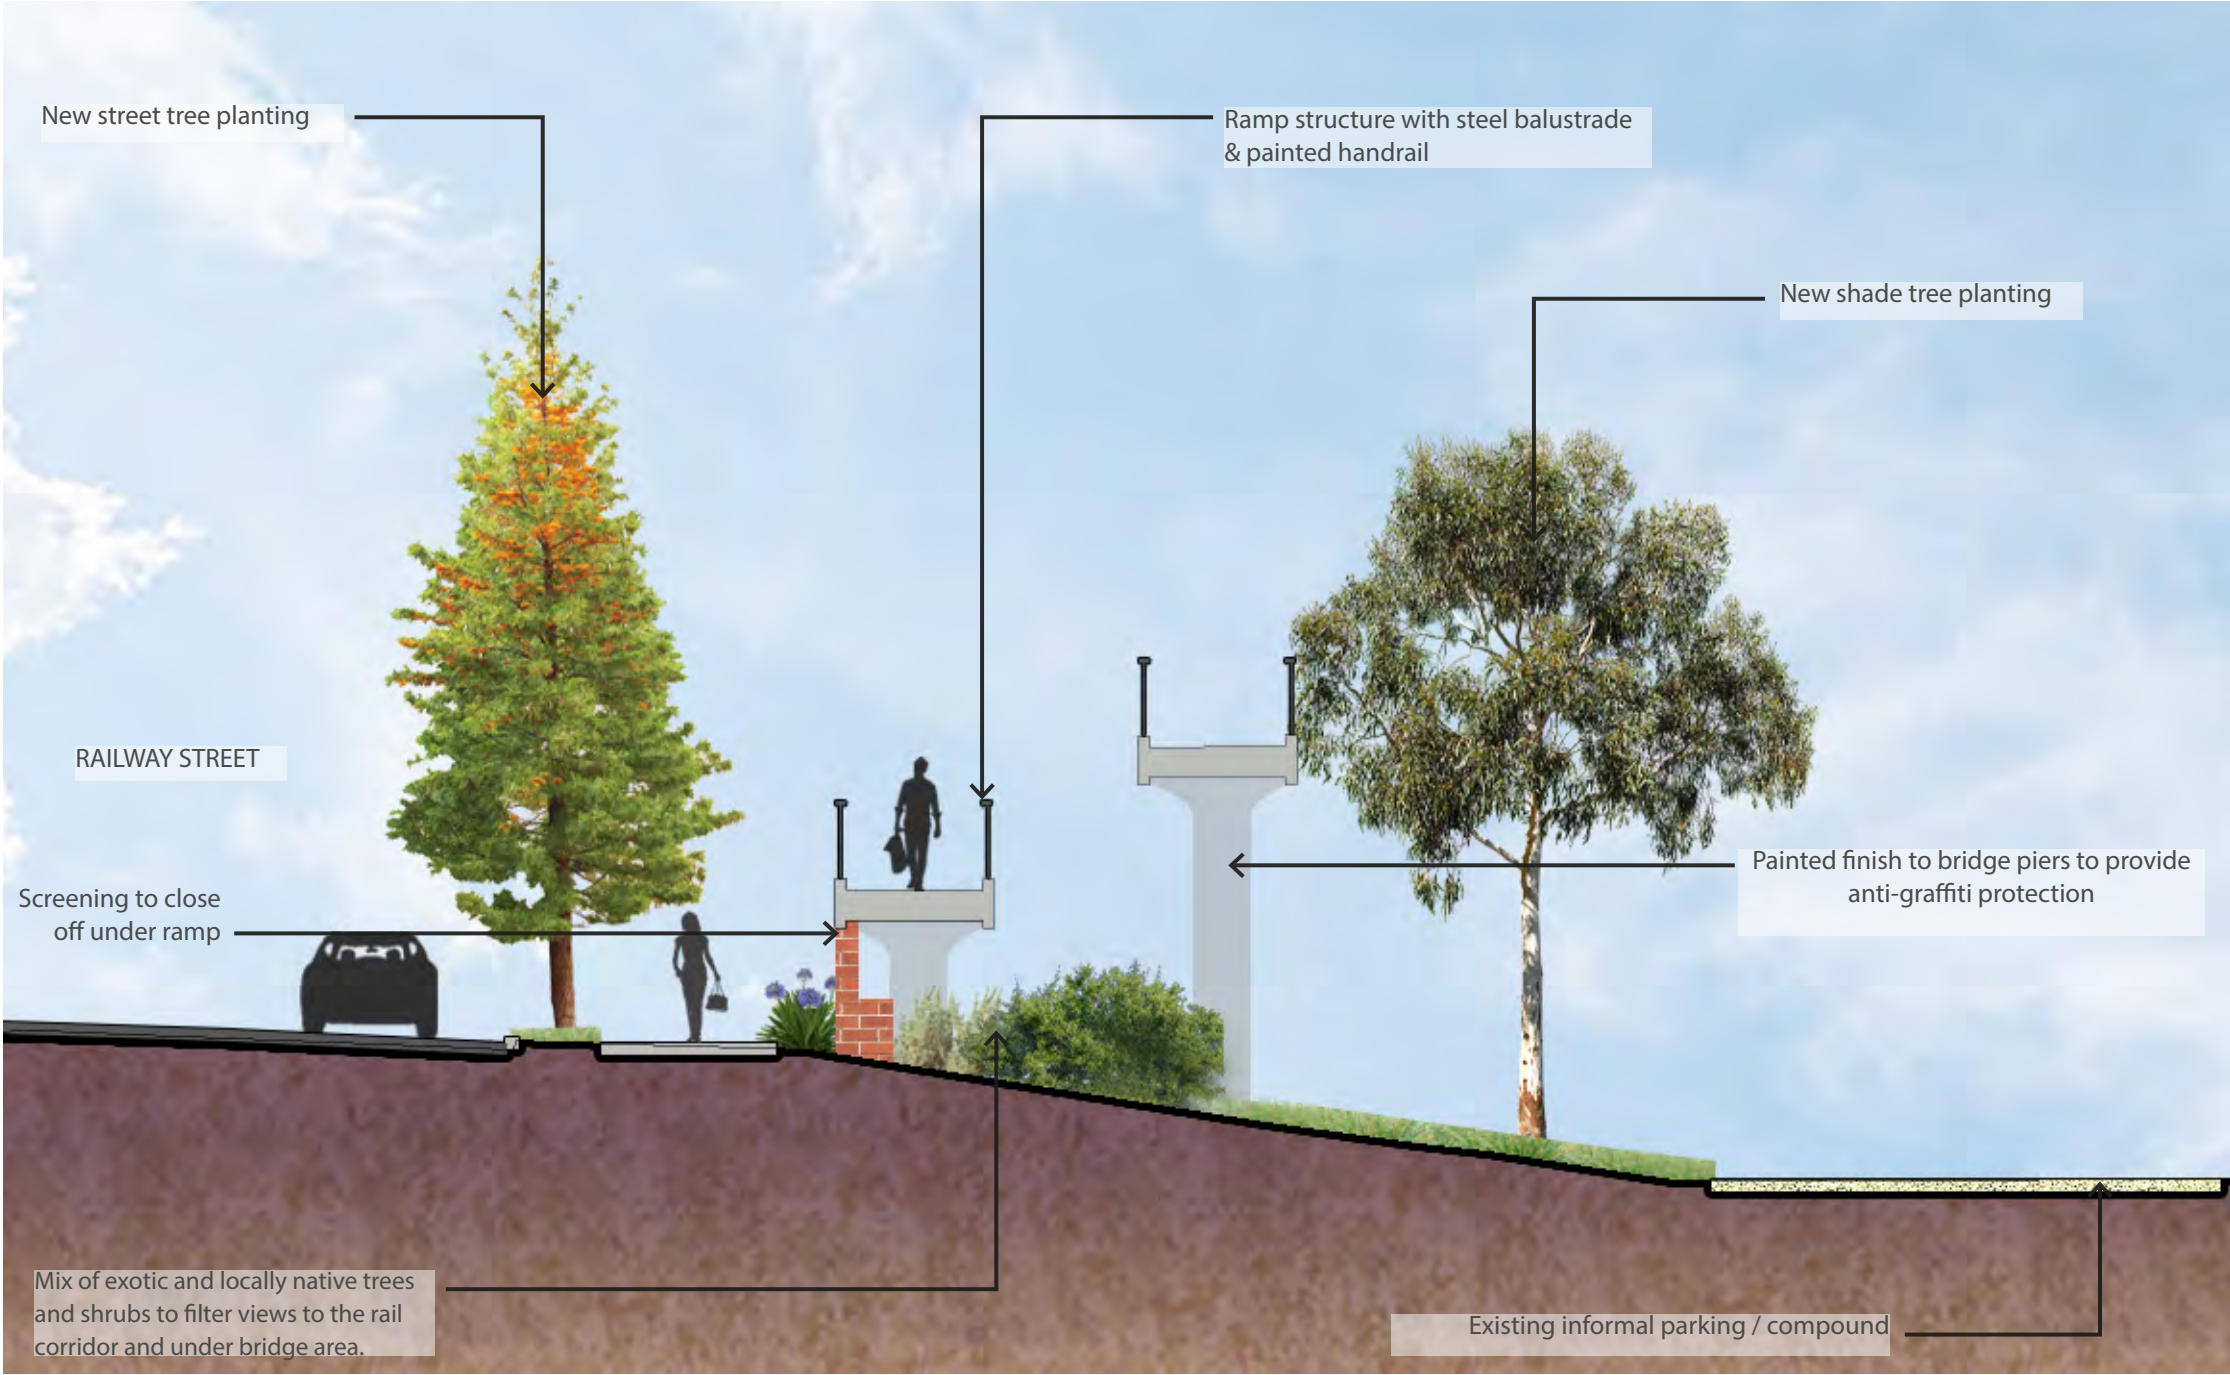 New street tree planting
Ramp structure with steel balustrade
& painted handrail
New shade tree planting
RAILWAY STREET
Painted finish to bridge piers to provide
anti-graffiti protection
Screening to close
off under ramp
Mix of exotic and locally native trees
and shrubs to filter views to the rail
corridor and under bridge area.
Existing informal parking / compound